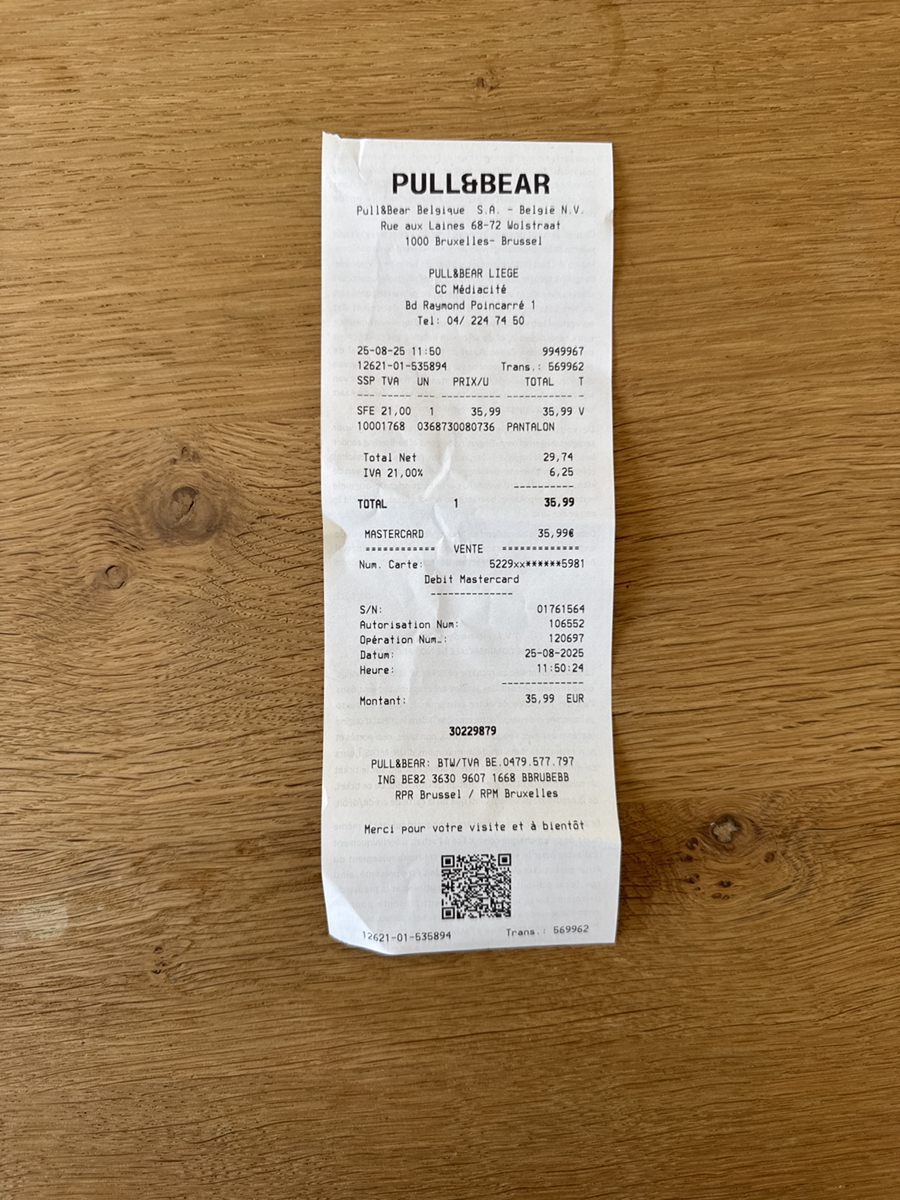 PULL&BEAR
Pull&Bear Belgique S.A. - België N.V.
Rue aux Laines 68-72 Wolstraat
1000 Bruxelles- Brussel
PULL&BEAR LIEGE
CC Médiacité
Bd Raymond Poincarré 1
Tel: 04/ 224 74 50
25-08-25 11:50 9949967
12621-01-535894 Trans.: 569962
SSP TVA UN PRIX/U TOTAL T
--- ----- --- ---------- ----------- -
SFE 21,00 1 35,99 35,99 V
10001768 0368730080736 PANTALON
Total Net 29,74
IVA 21,00% 6,25
----------
TOTAL 1 35,99
MASTERCARD 35,99€
============ VENTE =============
Num. Carte: 5229xx******5981
Debit Mastercard
--------------
S/N: 01761564
Autorisation Num: 106552
Opération Num.: 120697
Datum: 25-08-2025
Heure: 11:50:24
--------------
Montant: 35,99 EUR
30229879
PULL&BEAR: BTW/TVA BE.0479.577.797
ING BE82 3630 9607 1668 BBRUBEBB
RPR Brussel / RPM Bruxelles
Merci pour votre visite et à bientôt
12621-01-535894 Trans.: 569962